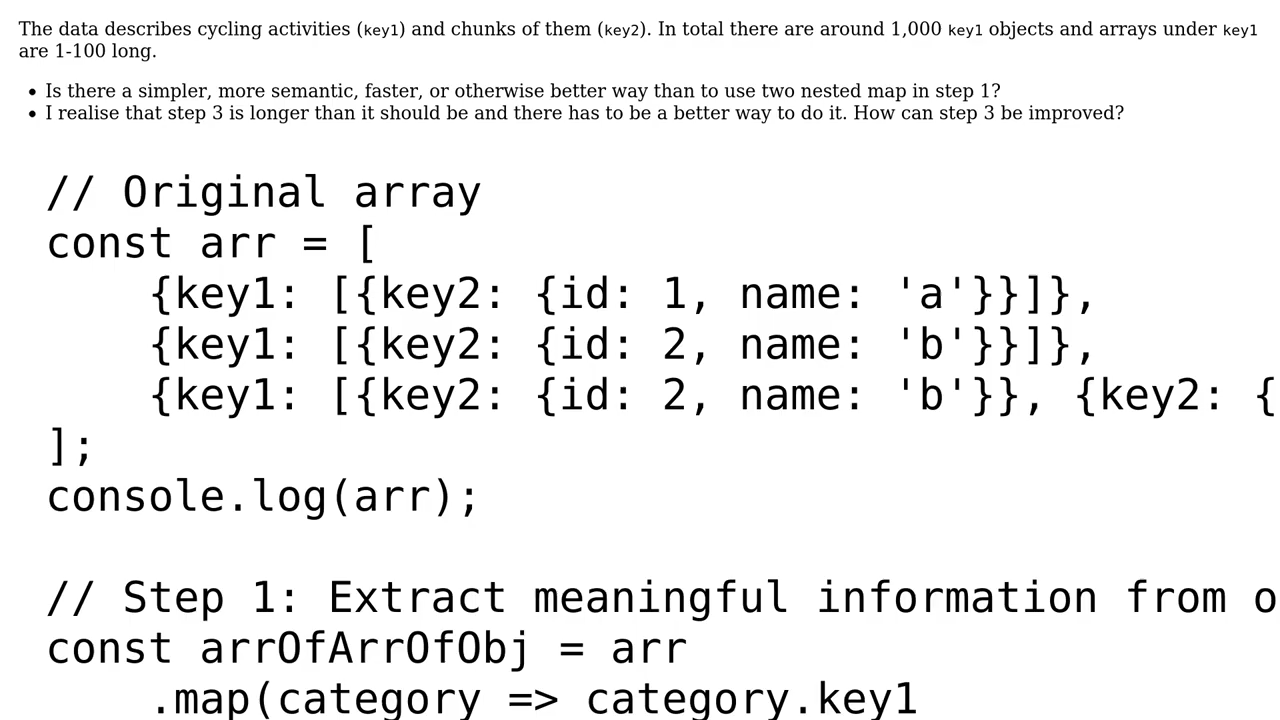 The data describes cycling activities (key1) and chunks of them (key2). In total there are around 1,000 key1 objects and arrays under key1
are 1-100 long.
• Is there a simpler, more semantic, faster, or otherwise better way than to use two nested map in step 1?
• I realise that step 3 is longer than it should be and there has to be a better way to do it. How can step 3 be improved?
// Original array
const arr = [
    {key1: [{key2: {id: 1, name: 'a'}}]},
    {key1: [{key2: {id: 2, name: 'b'}}]},
    {key1: [{key2: {id: 2, name: 'b'}}, {key2: {
];
console.log(arr);
// Step 1: Extract meaningful information from o
const arrOfArrOfObj = arr
    .map(category => category.key1